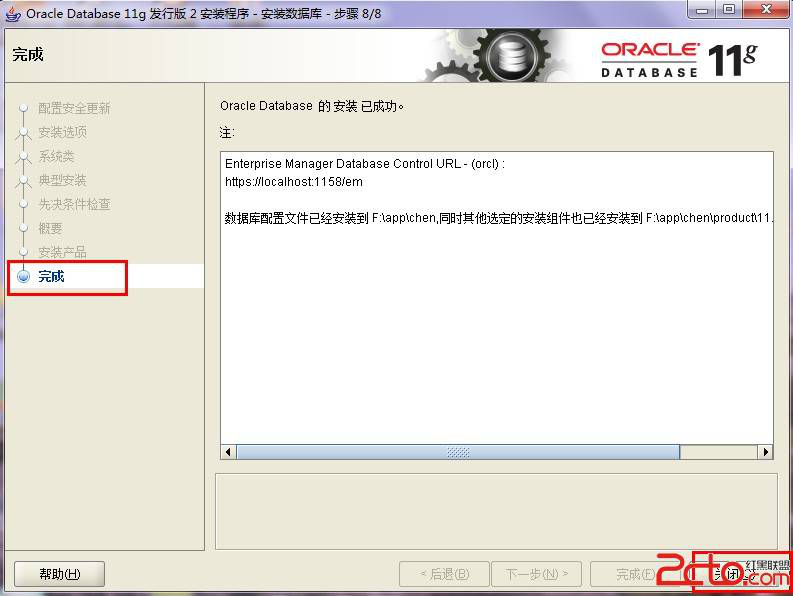 Oracle Database 11g 发行版 2 安装程序 - 安装数据库 - 步骤 8/8
完成
ORACLE
DATABASE
11g
配置安全更新
安装选项
系统类
典型安装
先决条件检查
概要
安装产品
完成
Oracle Database 的 安装 已成功。
注:
Enterprise Manager Database Control URL - (orcl) :
https://localhost:1158/em
数据库配置文件已经安装到 F:\app\chen,同时其他选定的安装组件也已经安装到 F:\app\chen\product\11.
帮助(H)
< 后退(B)
下一步(N) >
完成(F)
关闭
2cto.com
红黑联盟